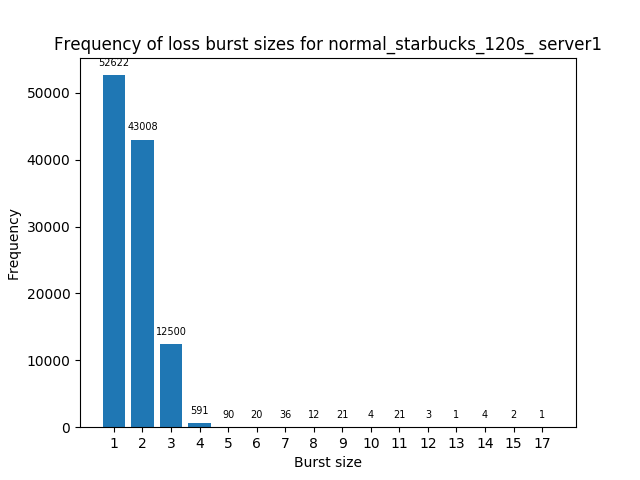 Frequency of loss burst sizes for normal_starbucks_120s_ server1
52622
43008
12500
591 90 20 36 12 21 4 21 3 1 4 2 1
50000
40000
30000
20000
10000
0
Frequency
1 2 3 4 5 6 7 8 9 10 11 12 13 14 15 17
Burst size